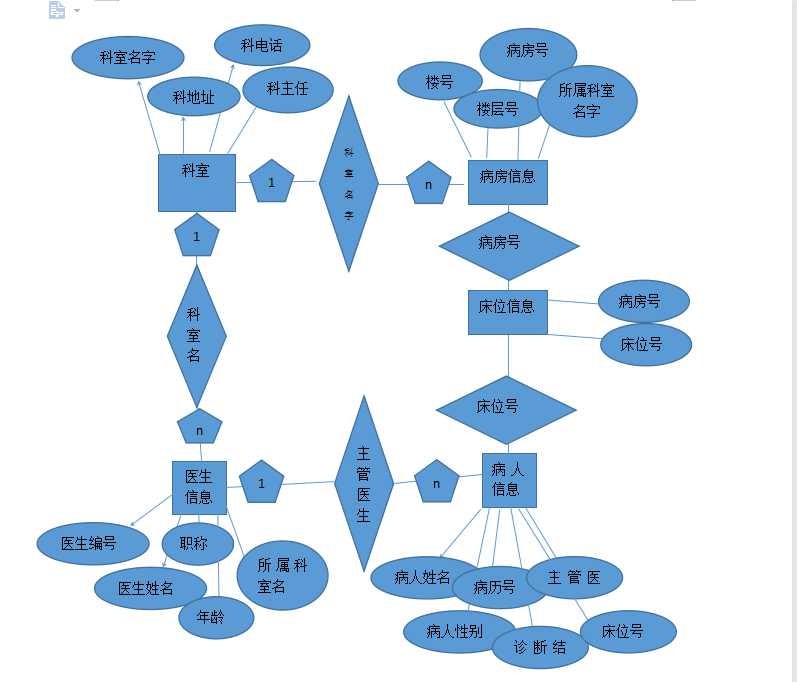 科室名字
科电话
科地址
科主任
楼号
病房号
楼层号
所属科室
名字
科室
1
科
室
名
字
n
病房信息
1
病房号
科
室
名
床位信息
病房号
床位号
床位号
n
医生
信息
1
主
管
医
生
n
病 人
信息
医生编号
职称
医生姓名
所 属 科
室名
年龄
病人姓名
病历号
主 管 医
病人性别
诊 断 结
床位号